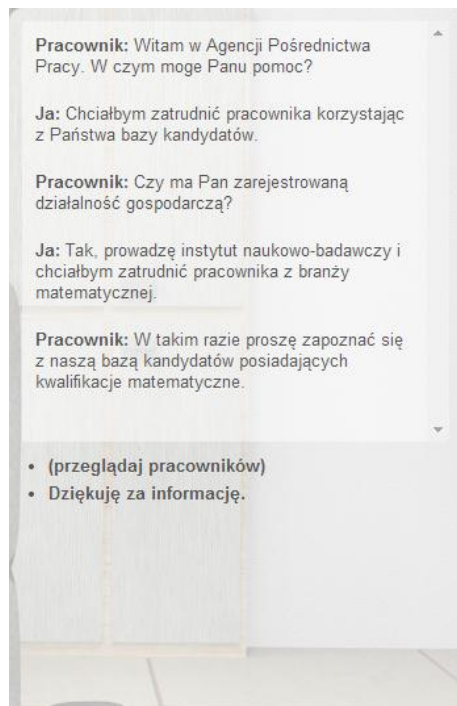 Pracownik: Witam w Agencji Pośrednictwa
Pracy. W czym moge Panu pomoc?
Ja: Chciałbym zatrudnić pracownika korzystając
z Państwa bazy kandydatów.
Pracownik: Czy ma Pan zarejestrowaną
działalność gospodarczą?
Ja: Tak, prowadzę instytut naukowo-badawczy i
chciałbym zatrudnić pracownika z branży
matematycznej.
Pracownik: W takim razie proszę zapoznać się
z naszą bazą kandydatów posiadających
kwalifikacje matematyczne.
• (przeglądaj pracowników)
• Dziękuję za informację.